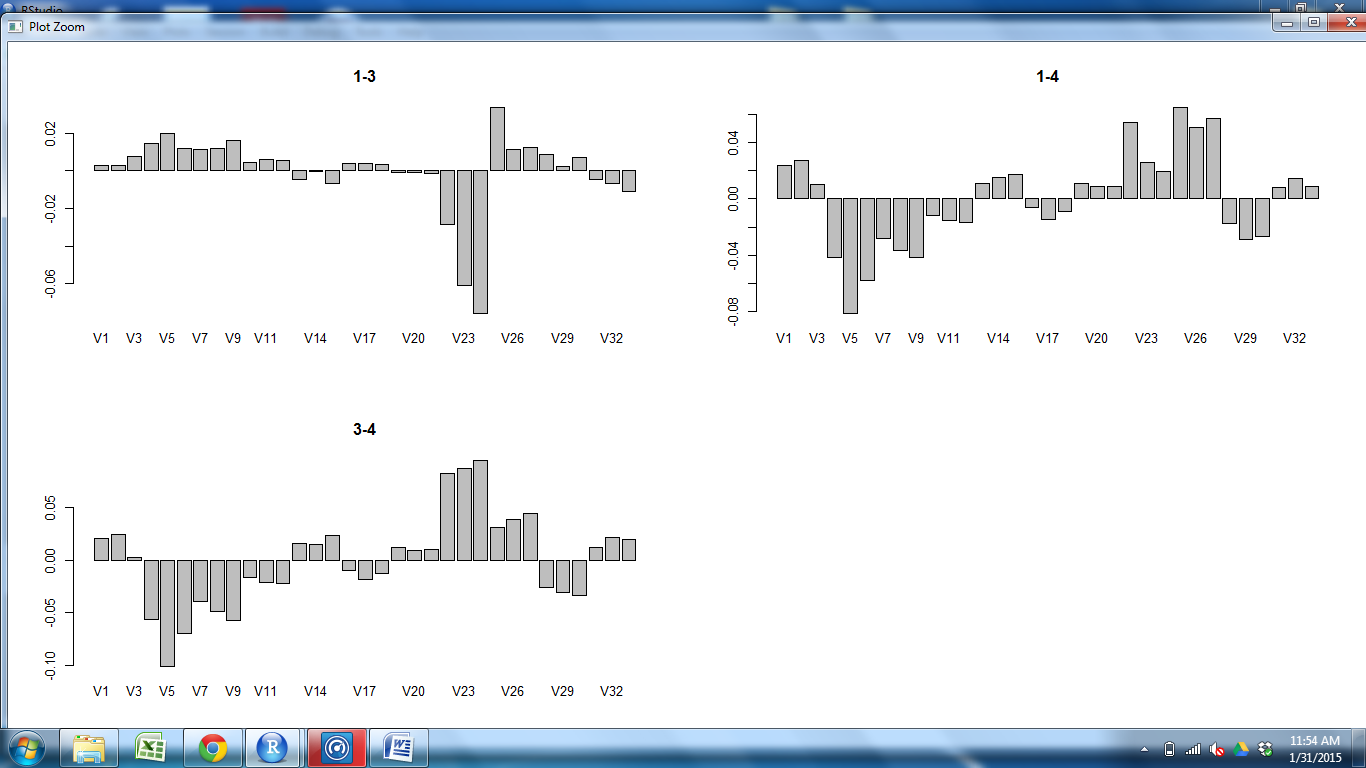 RStudio
Plot Zoom
1-3
0.02
-0.02
-0.06
V1 V3 V5 V7 V9 V11 V14 V17 V20 V23 V26 V29 V32
1-4
0.04
0.00
-0.04
-0.08
V1 V3 V5 V7 V9 V11 V14 V17 V20 V23 V26 V29 V32
3-4
0.05
0.00
-0.05
-0.10
V1 V3 V5 V7 V9 V11 V14 V17 V20 V23 V26 V29 V32
R
W
11:54 AM
1/31/2015